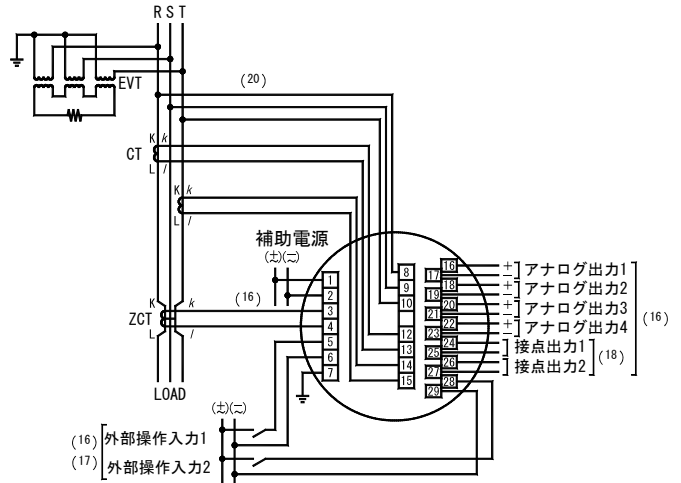 R S T
EVT
(20)
K k
CT
L l
K k
L l
補助電源
(±)(=)
1
2
3
4
5
6
7
8
9
10
12
13
14
15
16
17
18
19
20
21
22
23
24
25
26
27
28
29
+
- アナログ出力1
+
- アナログ出力2
+
- アナログ出力3
+
- アナログ出力4
接点出力1
接点出力2
(18)
(16)
K k
(16)
ZCT
L l
LOAD
(±)(=)
(16) 外部操作入力1
(17) 外部操作入力2